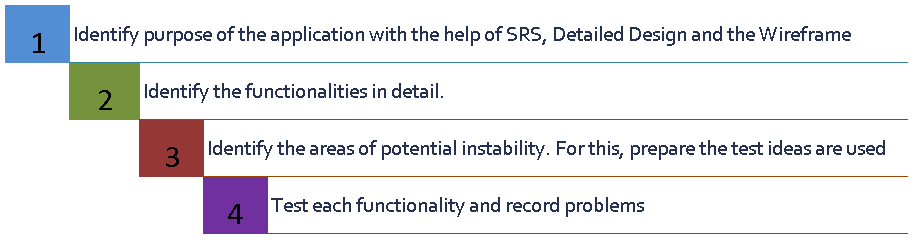 1 Identify purpose of the application with the help of SRS, Detailed Design and the Wireframe
2 Identify the functionalities in detail.
3 Identify the areas of potential instability. For this, prepare the test ideas are used
4 Test each functionality and record problems